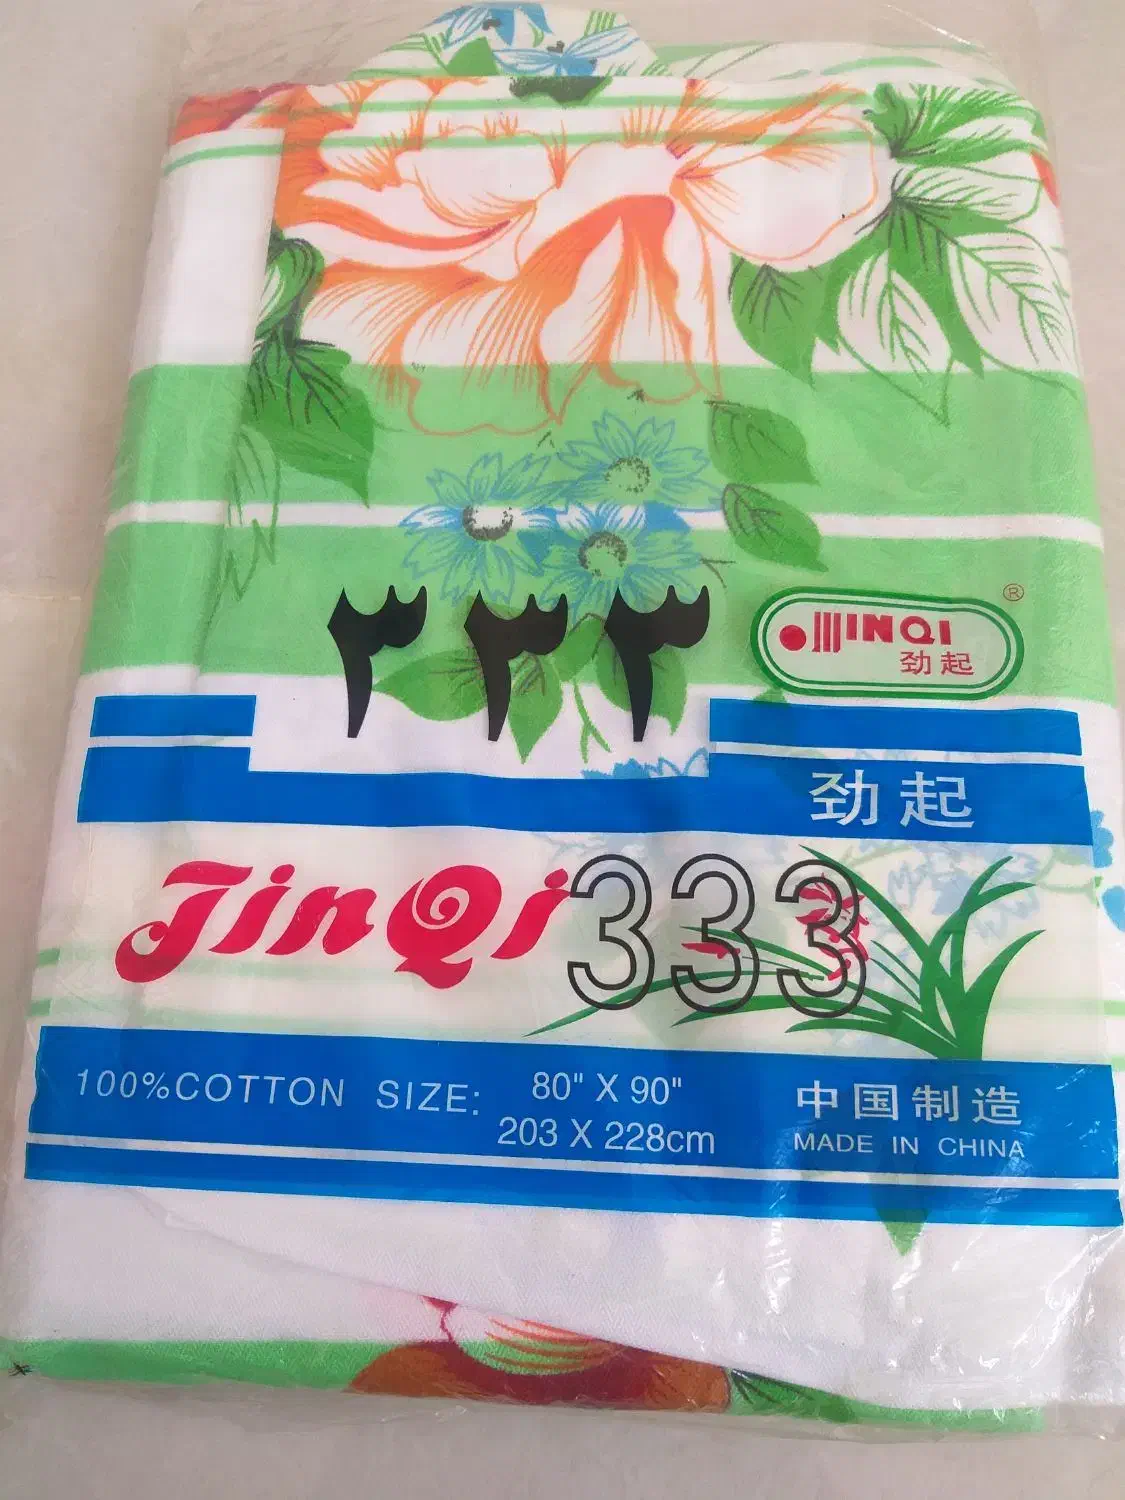 ٣٣٣
®
JINQI
劲起
劲起
JinQi 333
100%COTTON SIZE: 80" X 90"
203 X 228cm
中国制造
MADE IN CHINA